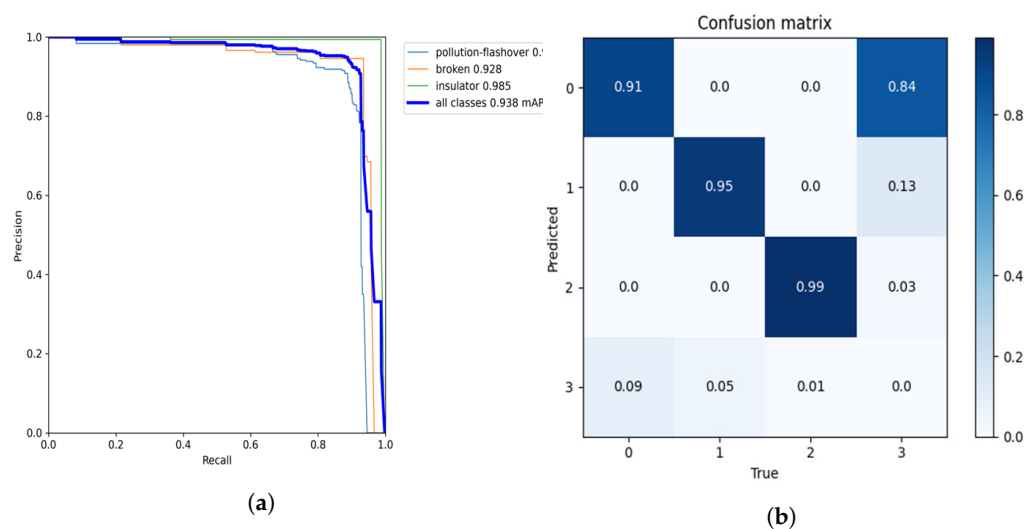 1.0
0.8
0.6
0.4
0.2
0.0
Precision
0.0 0.2 0.4 0.6 0.8 1.0
Recall
pollution-flashover
broken 0.928
insulator 0.985
all classes 0.938 mAP
(a)
Confusion matrix
0 0.91 0.0 0.0 0.84
1 0.0 0.95 0.0 0.13
2 0.0 0.0 0.99 0.03
3 0.09 0.05 0.01 0.0
Predicted
0 1 2 3
True
0.8
0.6
0.4
0.2
0.0
(b)